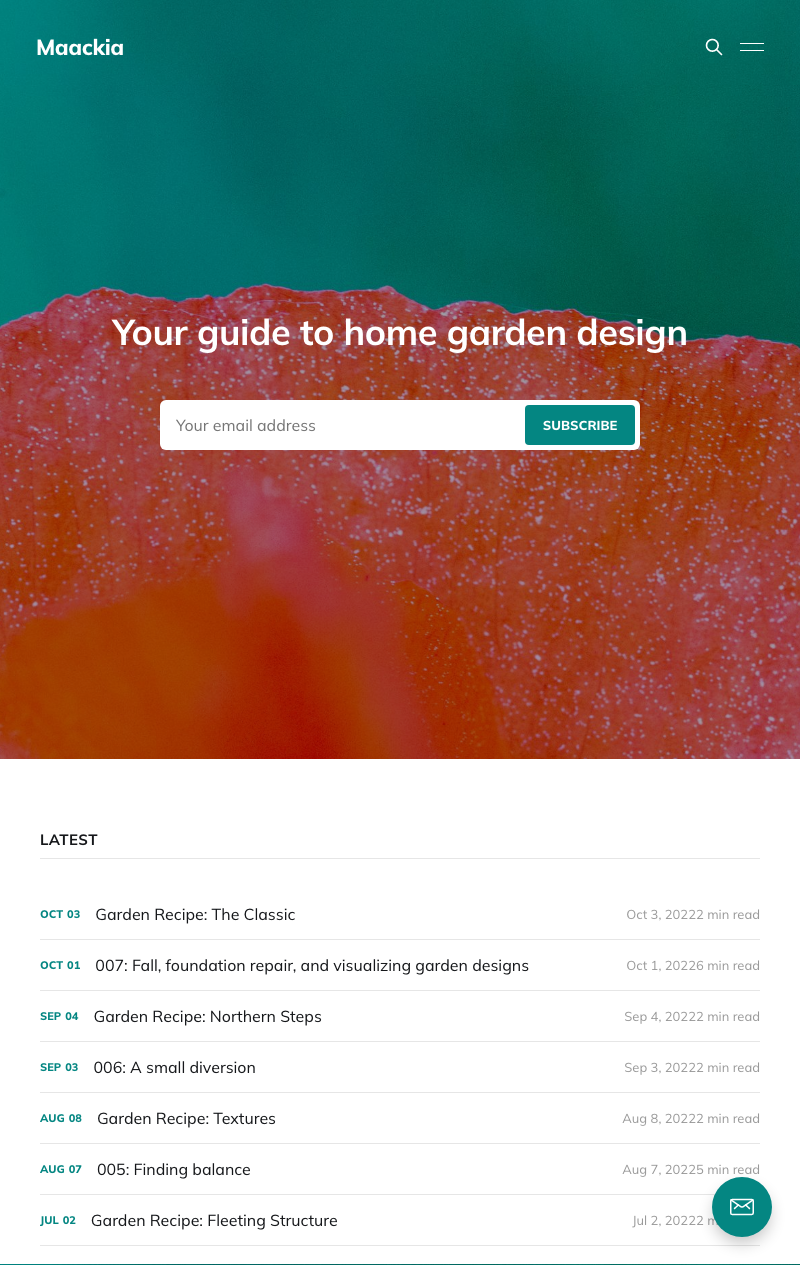 Maackia
Your guide to home garden design
Your email address
SUBSCRIBE
LATEST
OCT 03 Garden Recipe: The Classic Oct 3, 20222 min read
OCT 01 007: Fall, foundation repair, and visualizing garden designs Oct 1, 20226 min read
SEP 04 Garden Recipe: Northern Steps Sep 4, 20222 min read
SEP 03 006: A small diversion Sep 3, 20222 min read
AUG 08 Garden Recipe: Textures Aug 8, 20222 min read
AUG 07 005: Finding balance Aug 7, 20225 min read
JUL 02 Garden Recipe: Fleeting Structure Jul 2, 20222